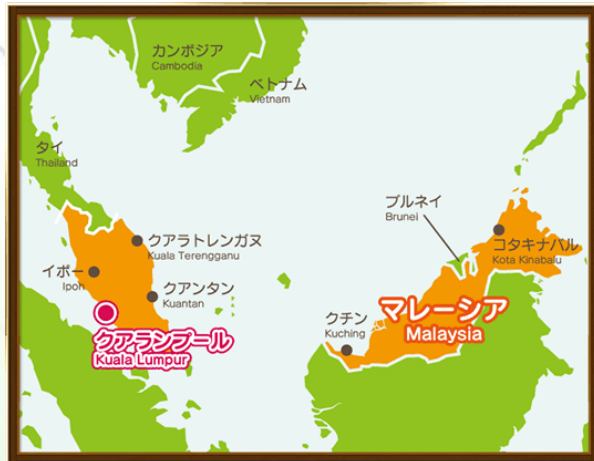 カンボジア
Cambodia
ベトナム
Vietnam
タイ
Thailand
ブルネイ
Brunei
クアラトレンガヌ
Kuala Terengganu
コタキナバル
Kota Kinabalu
イポー
Ipoh
クアンタン
Kuantan
マレーシア
Malaysia
クチン
Kuching
クアランプール
Kuala Lumpur